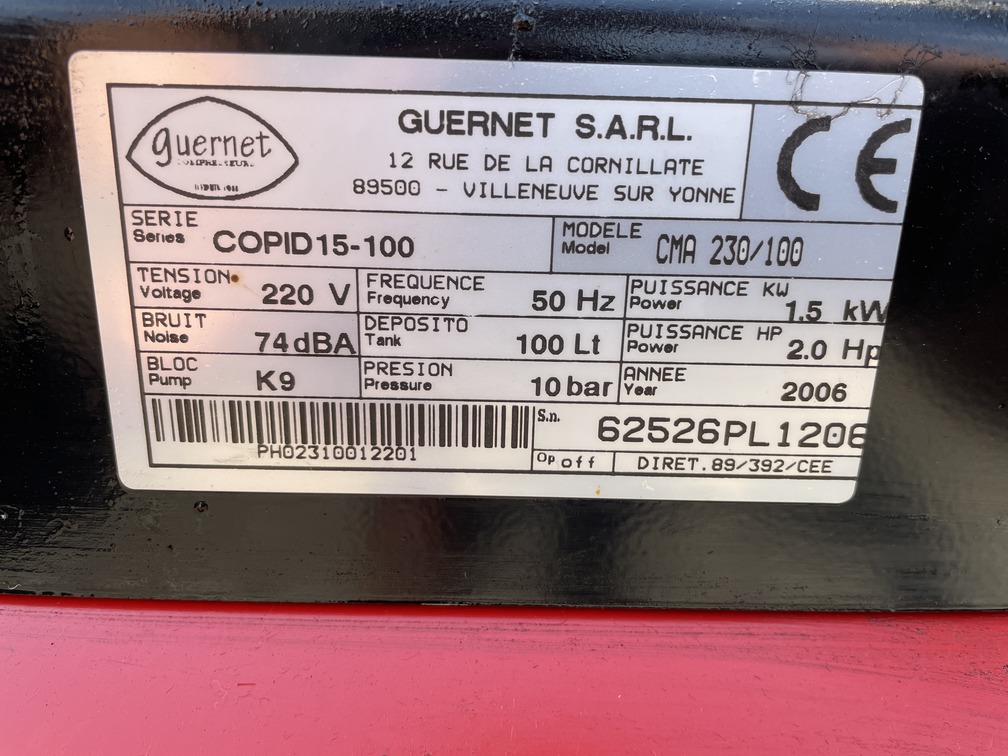 guernet
GUERNET S.A.R.L.
12 RUE DE LA CORNILLATE
89500 - VILLENEUVE SUR YONNE
CE
SERIE
Series
COPID15-100
MODELE
Model
CMA 230/100
TENSION
Voltage
220 V
FREQUENCE
Frequency
50 Hz
PUISSANCE KW
Power
1.5 kW
BRUIT
Noise
74dBA
DEPOSITO
Tank
100 Lt
PUISSANCE HP
Power
2.0 Hp
BLOC
Pump
K9
PRESION
Pressure
10 bar
ANNEE
Year
2006
PH02310012201
S.n.
62526PL1206
Op off
DIRET.89/392/CEE